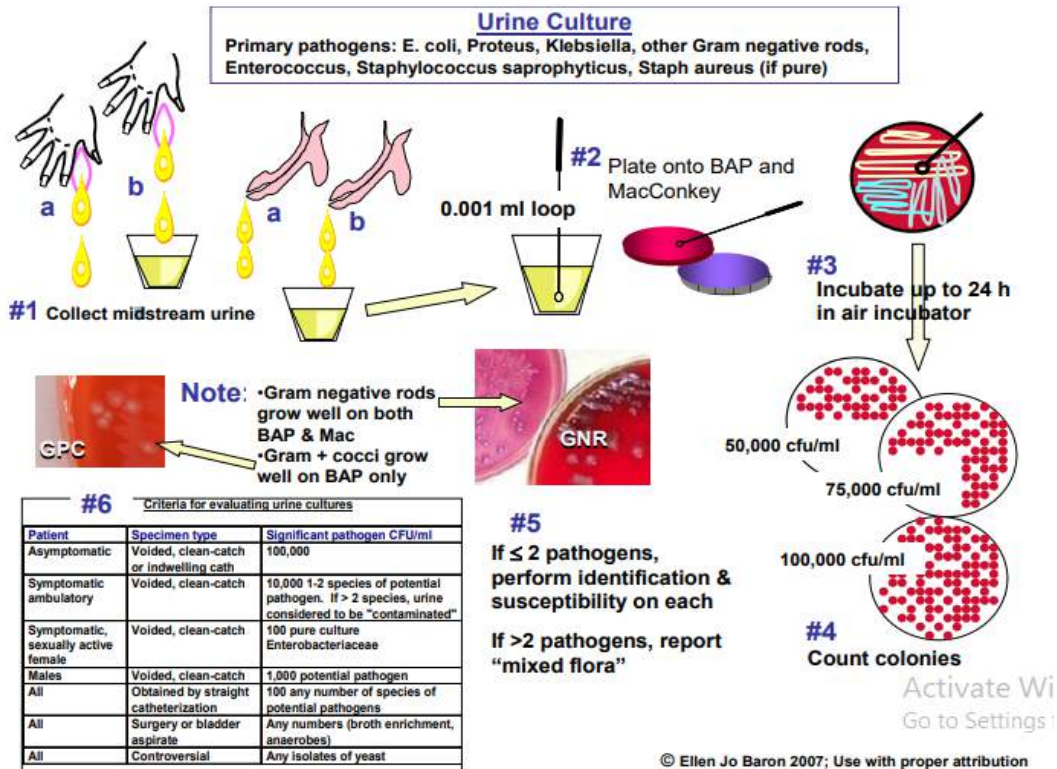 Urine Culture
Primary pathogens: E. coli, Proteus, Klebsiella, other Gram negative rods,
Enterococcus, Staphylococcus saprophyticus, Staph aureus (if pure)
a
b
a
b
#1 Collect midstream urine
#2 Plate onto BAP and
MacConkey
0.001 ml loop
#3
Incubate up to 24 h
in air incubator
50,000 cfu/ml
75,000 cfu/ml
100,000 cfu/ml
#4
Count colonies
GPC
Note:
•Gram negative rods
grow well on both
BAP & Mac
•Gram + cocci grow
well on BAP only
GNR
#5
If ≤ 2 pathogens,
perform identification &
susceptibility on each
If >2 pathogens, report
“mixed flora”
#6 Criteria for evaluating urine cultures
Patient Specimen type Significant pathogen CFU/ml
Asymptomatic Voided, clean-catch 100,000
or indwelling cath
Symptomatic Voided, clean-catch 10,000 1-2 species of potential
ambulatory pathogen. If > 2 species, urine
considered to be "contaminated"
Symptomatic, Voided, clean-catch 100 pure culture
sexually active Enterobacteriaceae
female
Males Voided, clean-catch 1,000 potential pathogen
All Obtained by straight 100 any number of species of
catheterization potential pathogens
All Surgery or bladder Any numbers (broth enrichment,
aspirate anaerobes)
All Controversial Any isolates of yeast
Activate Wi
Go to Settings
© Ellen Jo Baron 2007; Use with proper attribution